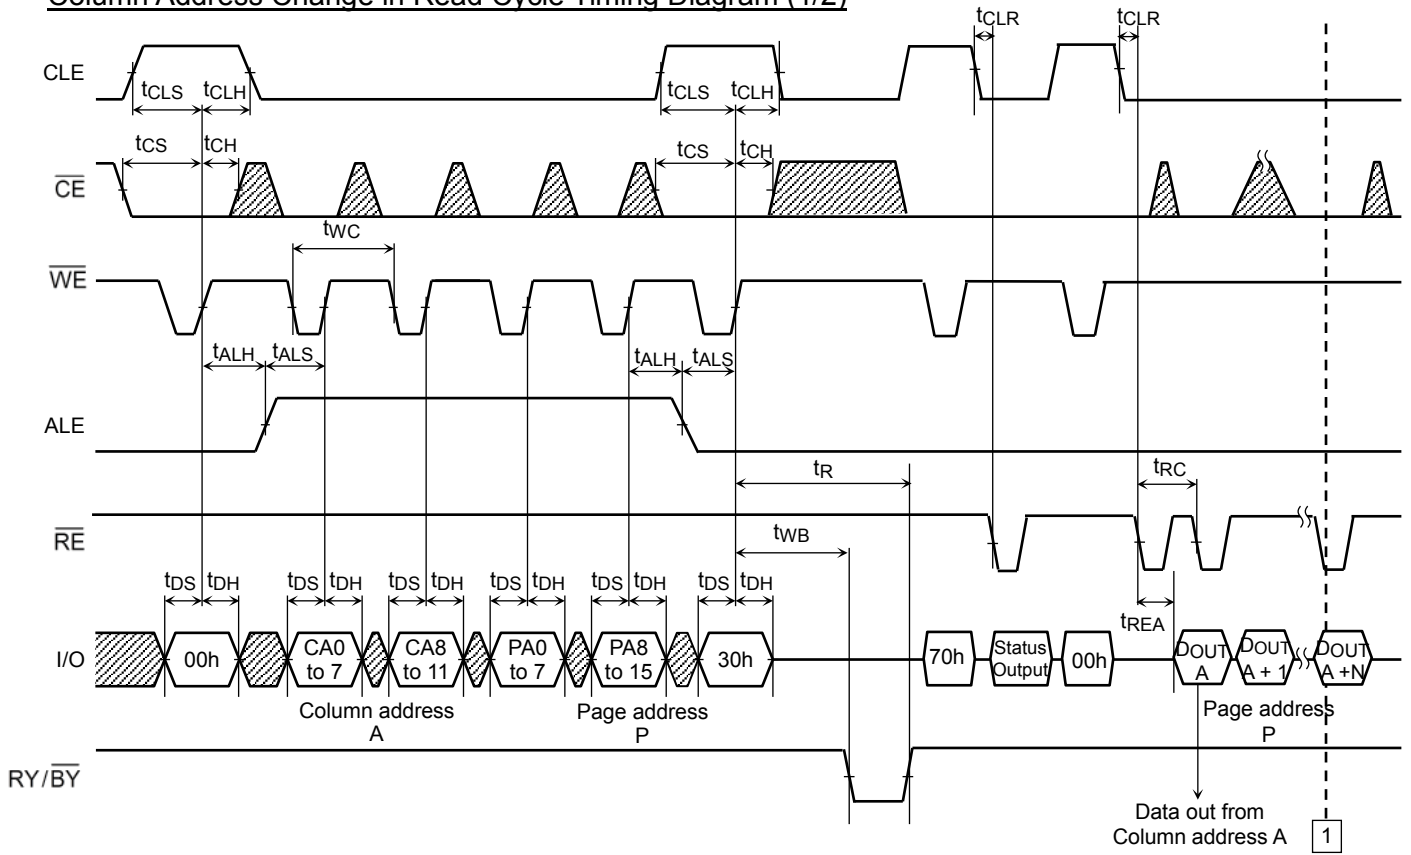 Column Address Change in Read Cycle Timing Diagram (1/2)
tCLR tCLR
CLE
tCLS tCLH tCLS tCLH
tCS tCH tCS tCH
CE
tWC
WE
tALH tALS tALH tALS
ALE
tR tRC
RE
tWB
tDS tDH tDS tDH tDS tDH tDS tDH tDS tDH tDS tDH
tREA
I/O
00h
CA0
to 7
CA8
to 11
PA0
to 7
PA8
to 15
30h
70h
Status
Output
00h
DOUT
A
DOUT
A + 1
DOUT
A +N
Column address
A
Page address
P
Page address
P
RY/BY
Data out from
Column address A
1